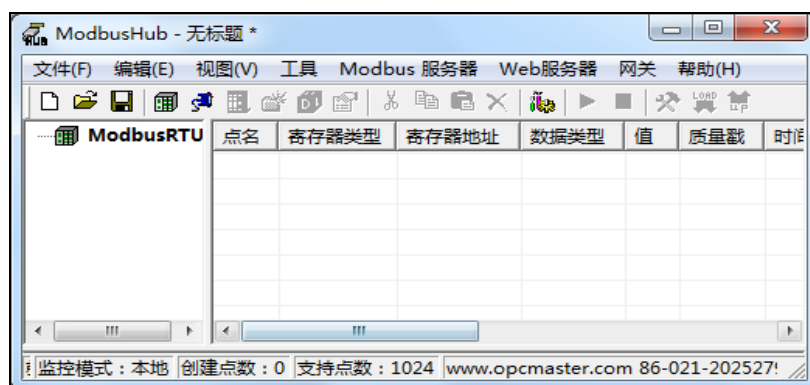 ModbusHub - 无标题 *
文件(F) 编辑(E) 视图(V) 工具 Modbus 服务器 Web服务器 网关 帮助(H)
ModbusRTU
点名 寄存器类型 寄存器地址 数据类型 值 质量戳
监控模式：本地 创建点数：0 支持点数：1024 www.opcmaster.com 86-021-202527